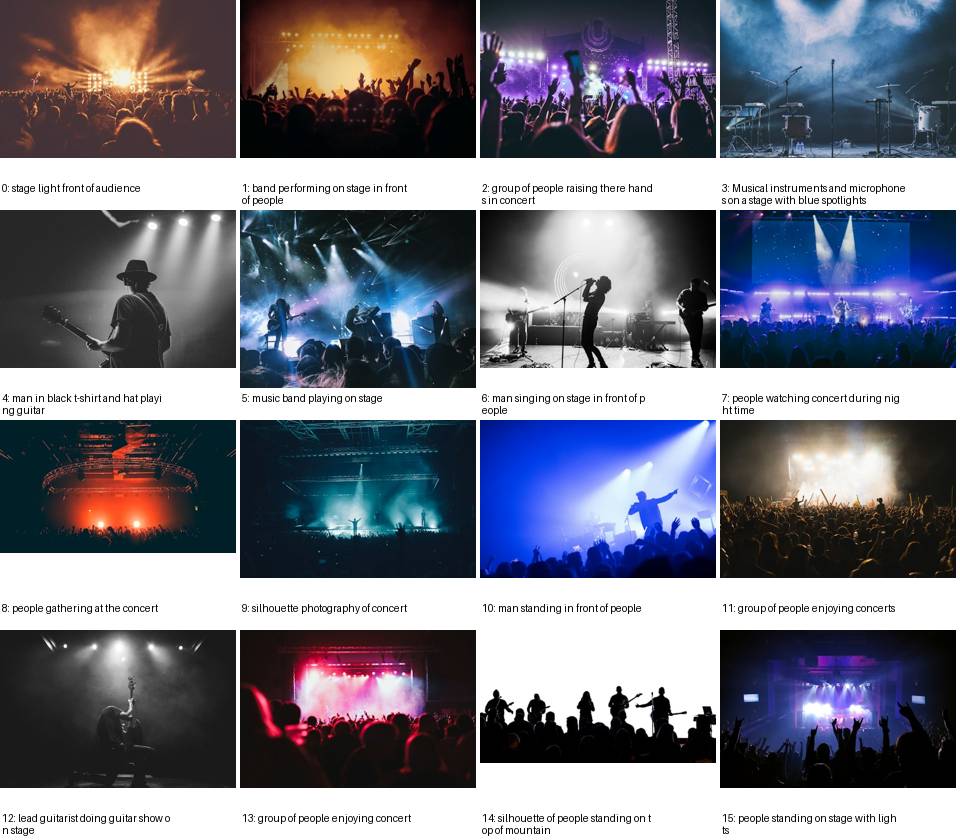 0: stage light front of audience
1: band performing on stage in front
of people
2: group of people raising there hand
s in concert
3: Musical instruments and microphone
s on a stage with blue spotlights
4: man in black t-shirt and hat playi
ng guitar
5: music band playing on stage
6: man singing on stage in front of p
eople
7: people watching concert during nig
ht time
8: people gathering at the concert
9: silhouette photography of concert
10: man standing in front of people
11: group of people enjoying concerts
12: lead guitarist doing guitar show o
n stage
13: group of people enjoying concert
14: silhouette of people standing on t
op of mountain
15: people standing on stage with ligh
ts